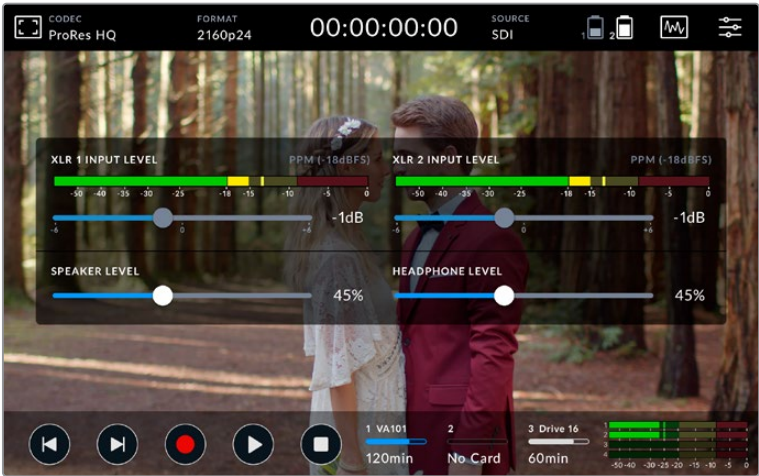 CODEC FORMAT 00:00:00:00 SOURCE
ProRes HQ 2160p24 SDI 1 2
XLR 1 INPUT LEVEL PPM (-18dBFS) XLR 2 INPUT LEVEL PPM (-18dBFS)
-50 -40 -35 -30 -25 -18 -15 -10 -5 0 -50 -40 -35 -30 -25 -18 -15 -10 -5 0
-1dB -1dB
-6 0 +6 -6 0 +6
SPEAKER LEVEL HEADPHONE LEVEL
45% 45%
1 VA101 2 3 Drive 16 1
2
3
4
120min No Card 60min -50 -40 -30 -25 -20 -15 -10 -5 0